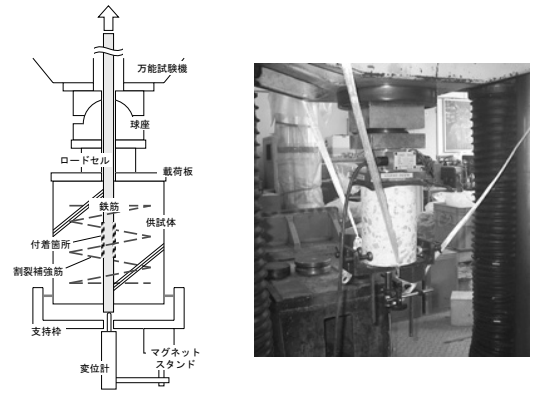 万能試験機
球座
ロードセル
載荷板
鉄筋
供試体
付着箇所
割裂補強筋
支持枠
マグネット
スタンド
変位計